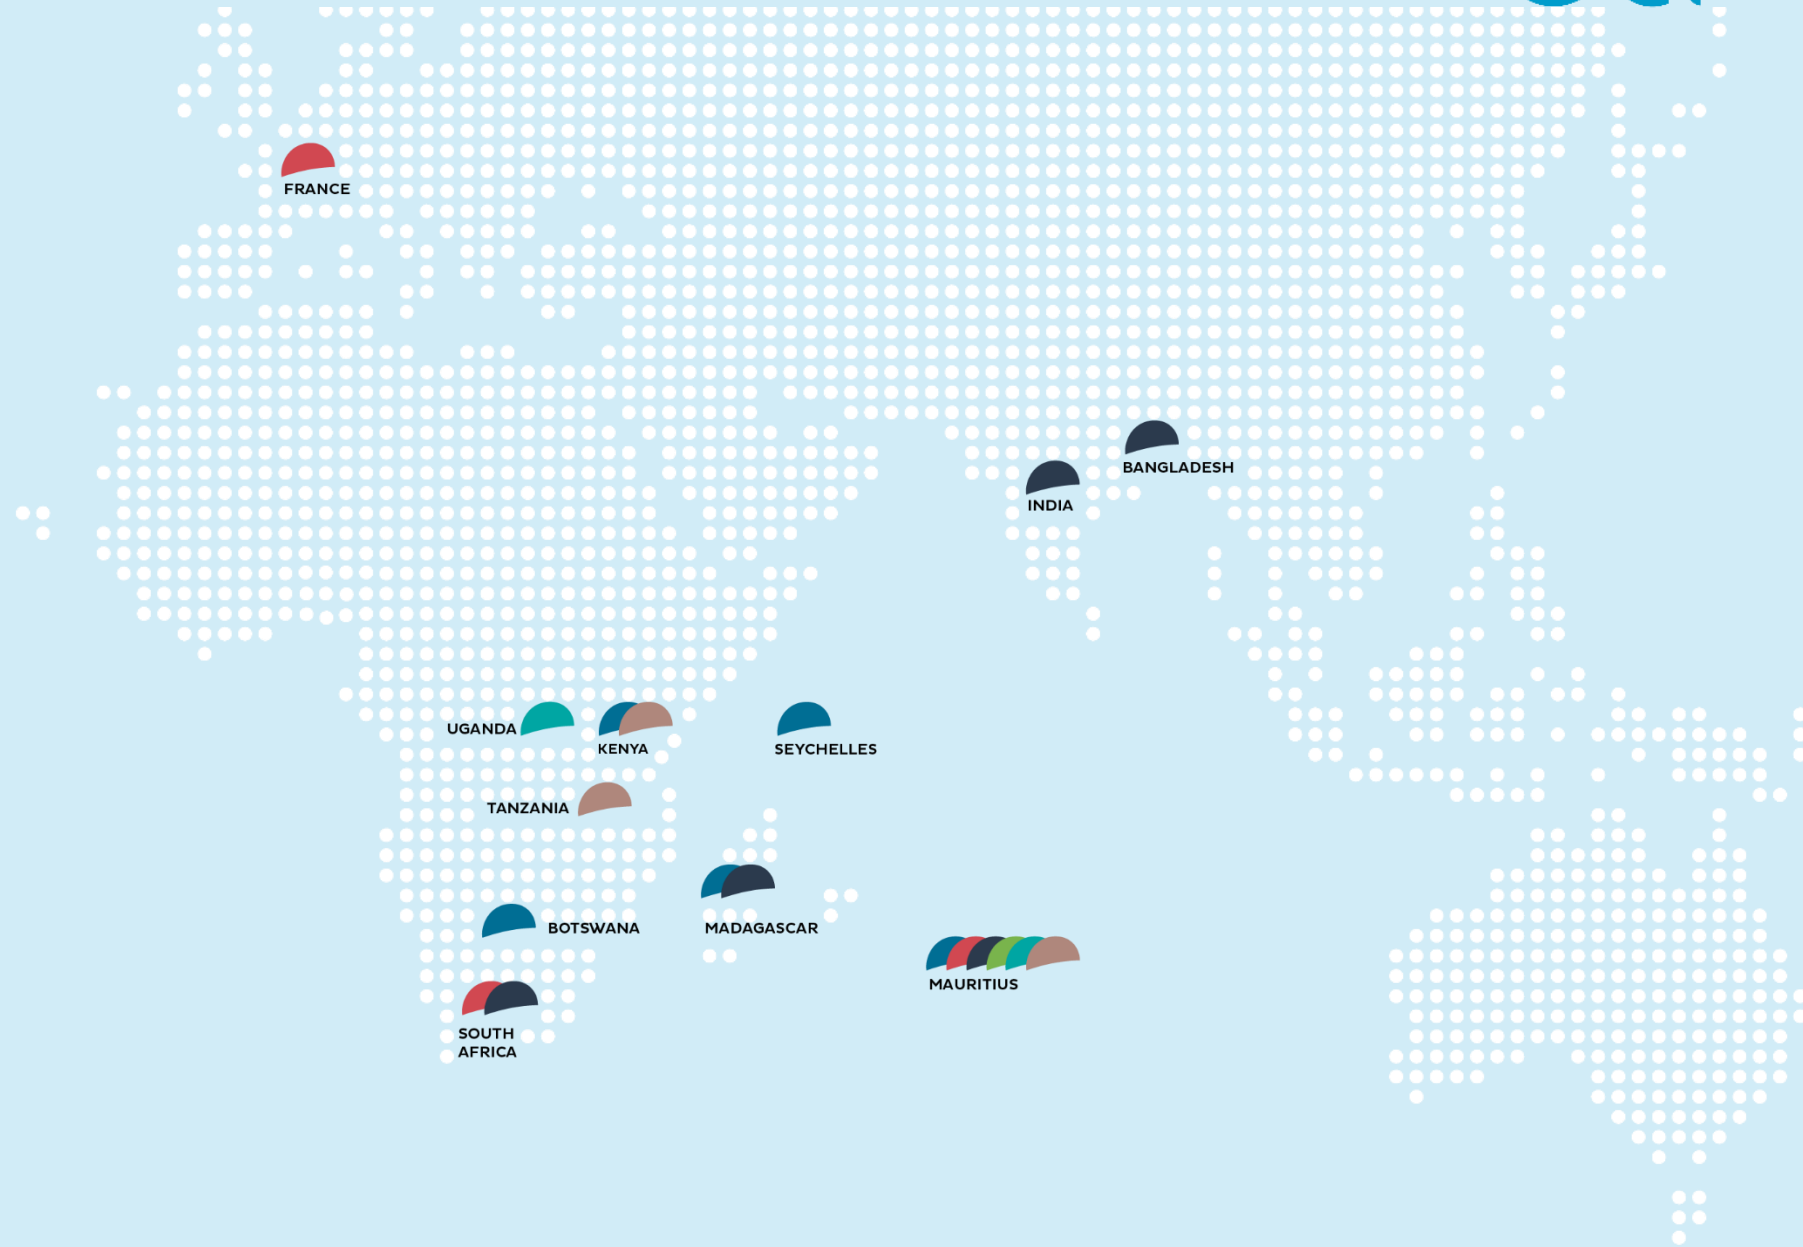 FRANCE
BANGLADESH
INDIA
UGANDA
KENYA
SEYCHELLES
TANZANIA
BOTSWANA
MADAGASCAR
MAURITIUS
SOUTH
AFRICA